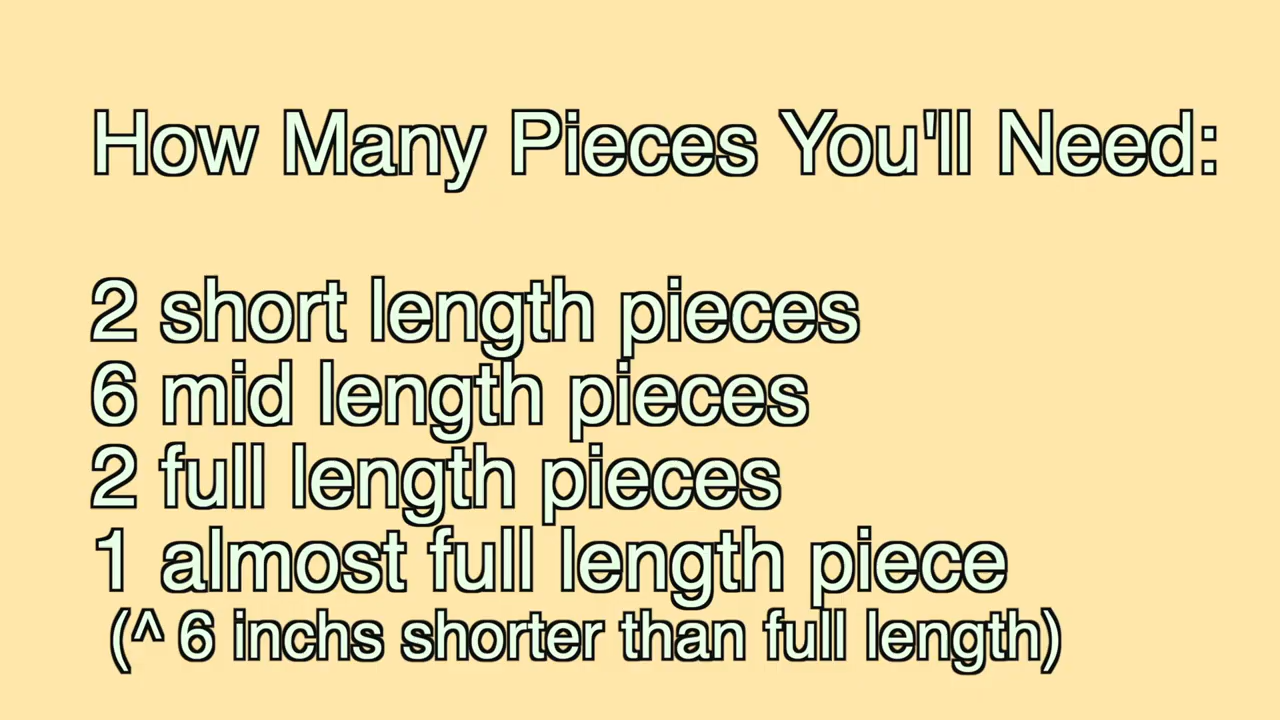 How Many Pieces You'll Need:
2 short length pieces
6 mid length pieces
2 full length pieces
1 almost full length piece
(^ 6 inchs shorter than full length)